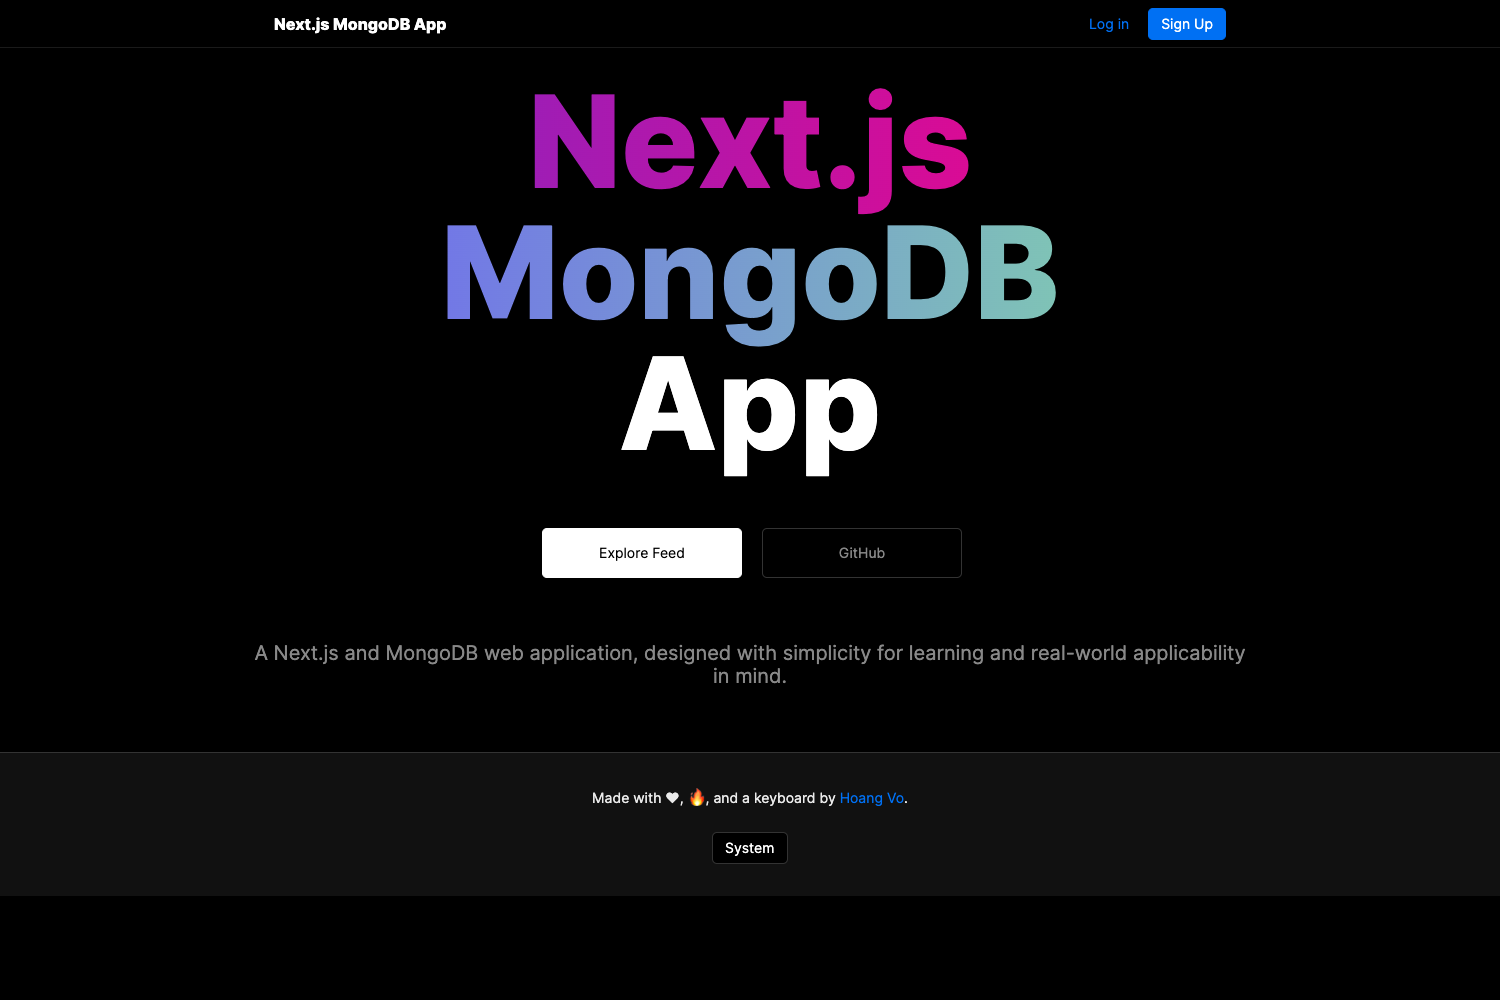 Next.js MongoDB App
Log in
Sign Up
Next.js
MongoDB
App
Explore Feed
GitHub
A Next.js and MongoDB web application, designed with simplicity for learning and real-world applicability
in mind.
Made with ❤, 🔥, and a keyboard by Hoang Vo.
System